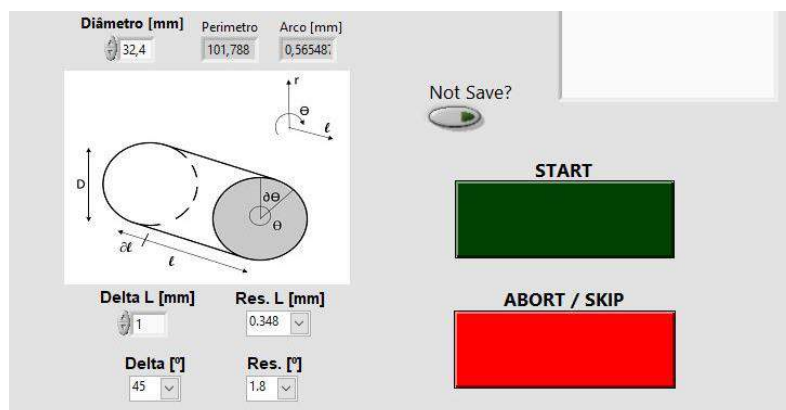 Diâmetro [mm] Perimetro Arco [mm]
32,4 101,788 0,565487
Not Save?
r
θ
ℓ
START
D
∂θ
θ
∂ℓ
ℓ
Delta L [mm] Res. L [mm]
1 0.348
ABORT / SKIP
Delta [º] Res. [º]
45 1.8